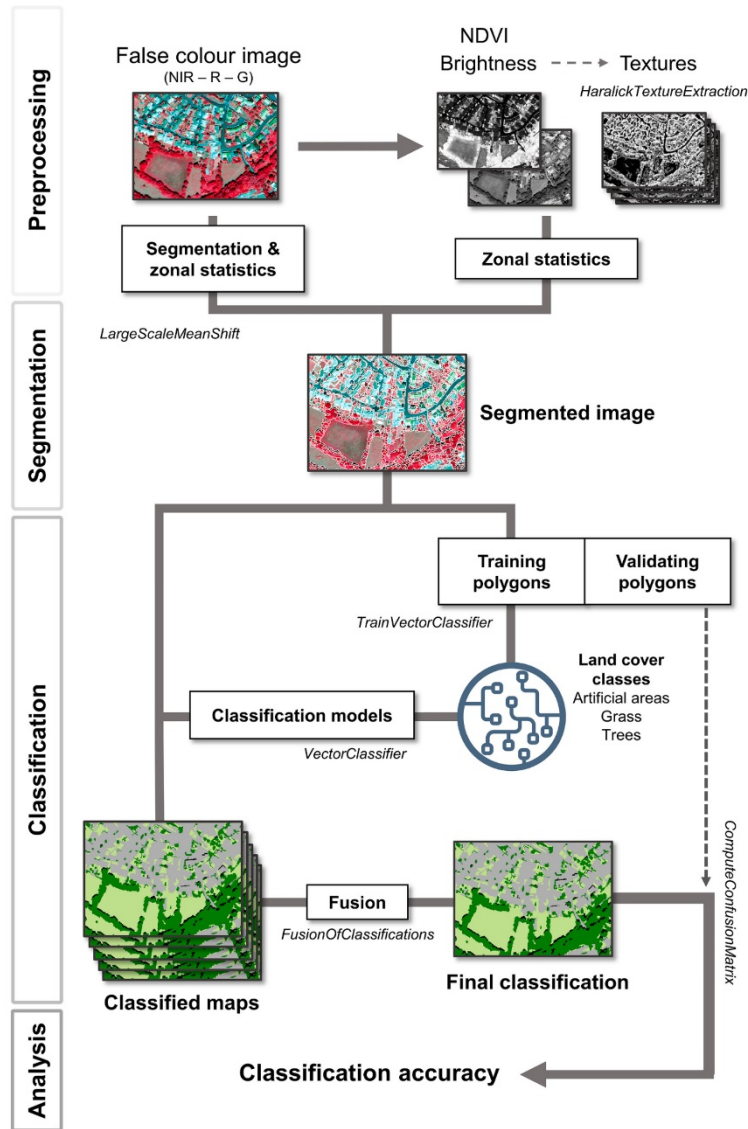 Preprocessing
False colour image
(NIR – R – G)
NDVI
Brightness
Textures
HaralickTextureExtraction
Segmentation &
zonal statistics
Zonal statistics
LargeScaleMeanShift
Segmentation
Segmented image
Classification
Training
polygons
Validating
polygons
TrainVectorClassifier
Land cover
classes
Artificial areas
Grass
Trees
Classification models
VectorClassifier
ComputeConfusionMatrix
Fusion
FusionOfClassifications
Classified maps
Final classification
Analysis
Classification accuracy